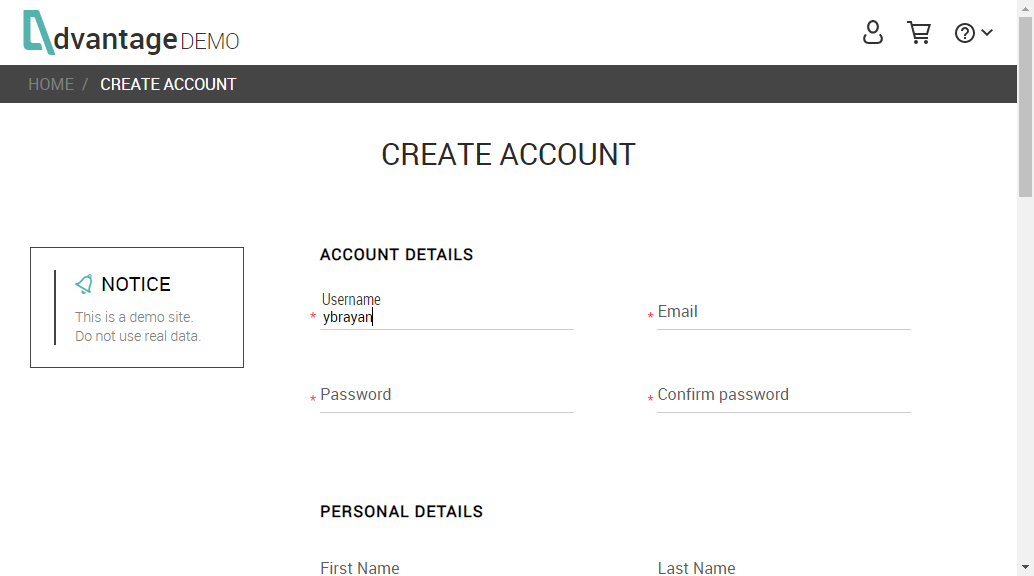 dvantage DEMO
HOME / CREATE ACCOUNT
CREATE ACCOUNT
NOTICE
This is a demo site.
Do not use real data.
ACCOUNT DETAILS
Username
* ybrayan
* Email
* Password
* Confirm password
PERSONAL DETAILS
First Name
Last Name